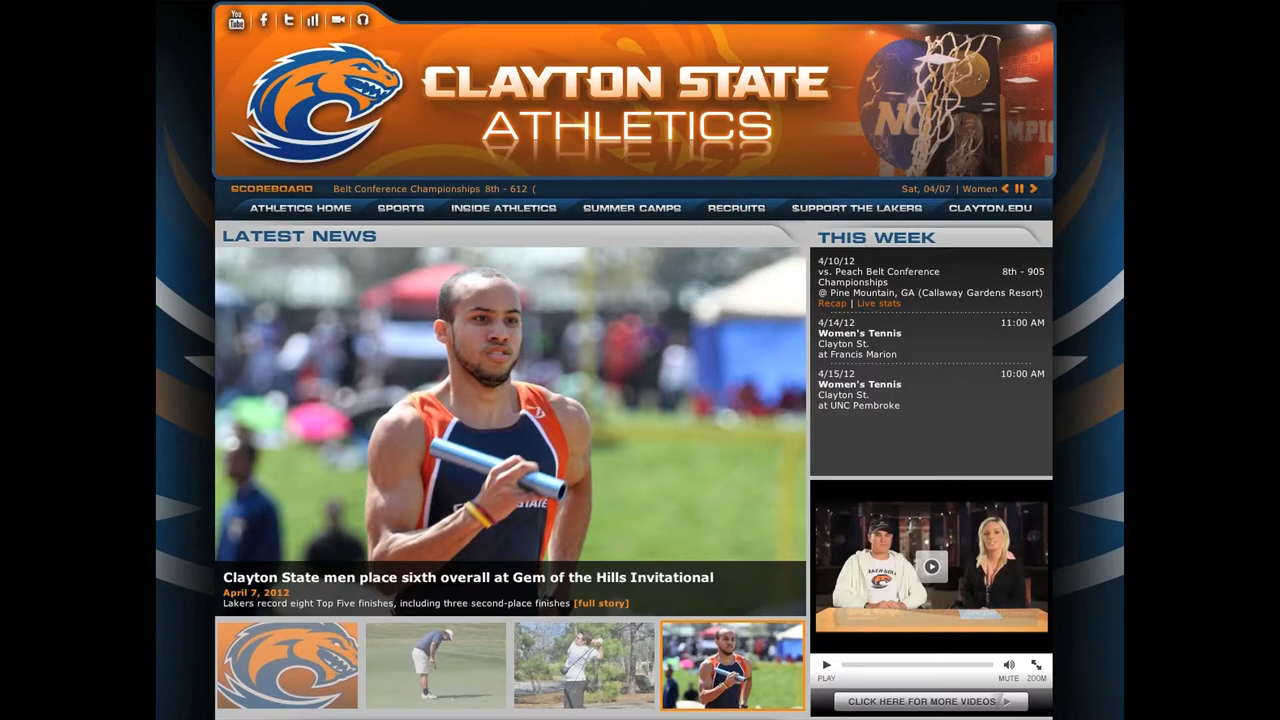 You
Tube
CLAYTON STATE
ATHLETICS
SCOREBOARD
Belt Conference Championships 8th - 612 (
Sat, 04/07 | Women
ATHLETICS HOME
SPORTS
INSIDE ATHLETICS
SUMMER CAMPS
RECRUITS
SUPPORT THE LAKERS
CLAYTON.EDU
LATEST NEWS
Clayton State men place sixth overall at Gem of the Hills Invitational
April 7, 2012
Lakers record eight Top Five finishes, including three second-place finishes [full story]
THIS WEEK
4/10/12
vs. Peach Belt Conference 8th - 905
Championships
@ Pine Mountain, GA (Callaway Gardens Resort)
Recap | Live stats
4/14/12 11:00 AM
Women's Tennis
Clayton St.
at Francis Marion
4/15/12 10:00 AM
Women's Tennis
Clayton St.
at UNC Pembroke
PLAY
MUTE
ZOOM
CLICK HERE FOR MORE VIDEOS